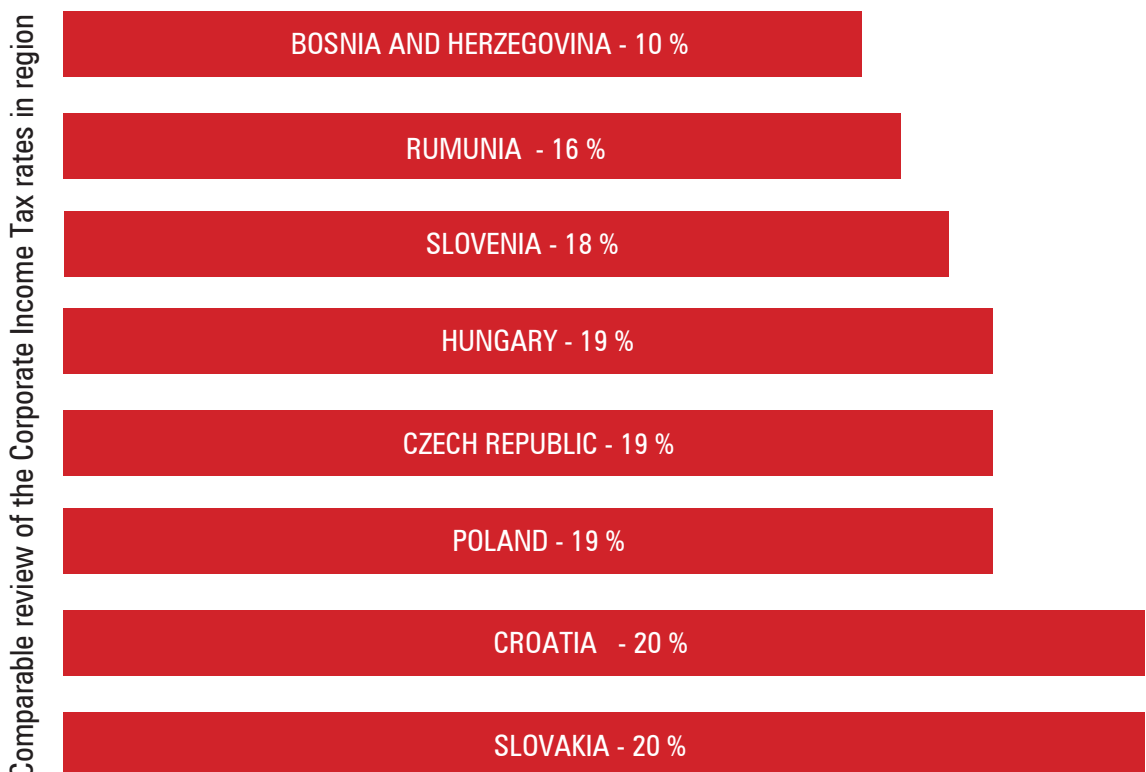 Comparable review of the Corporate Income Tax rates in region
BOSNIA AND HERZEGOVINA - 10 %
RUMUNIA - 16 %
SLOVENIA - 18 %
HUNGARY - 19 %
CZECH REPUBLIC - 19 %
POLAND - 19 %
CROATIA - 20 %
SLOVAKIA - 20 %